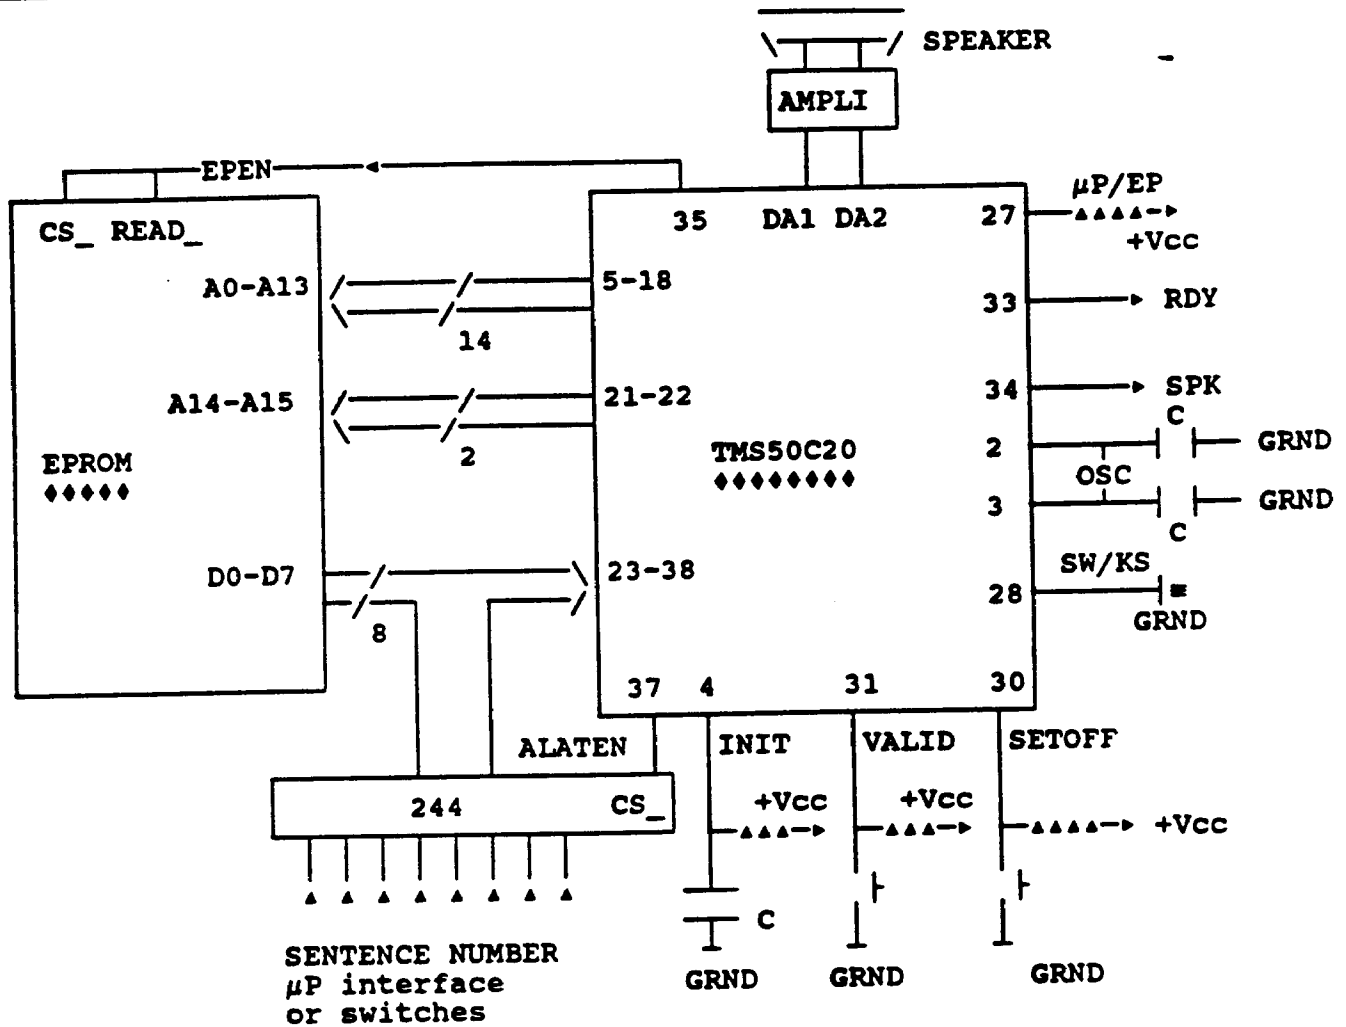 SPEAKER
AMPLI
EPEN
CS_ READ_
35 DA1 DA2
27
µP/EP
+Vcc
A0-A13
5-18
14
33
RDY
A14-A15
21-22
2
34
SPK
C
2
GRND
EPROM
TMS50C20
OSC
3
GRND
C
D0-D7
23-38
8
SW/KS
28
GRND
37 4 31 30
ALATEN
INIT
VALID
SETOFF
244 CS_
+Vcc
+Vcc
+Vcc
C
GRND
GRND
GRND
SENTENCE NUMBER
µP interface
or switches